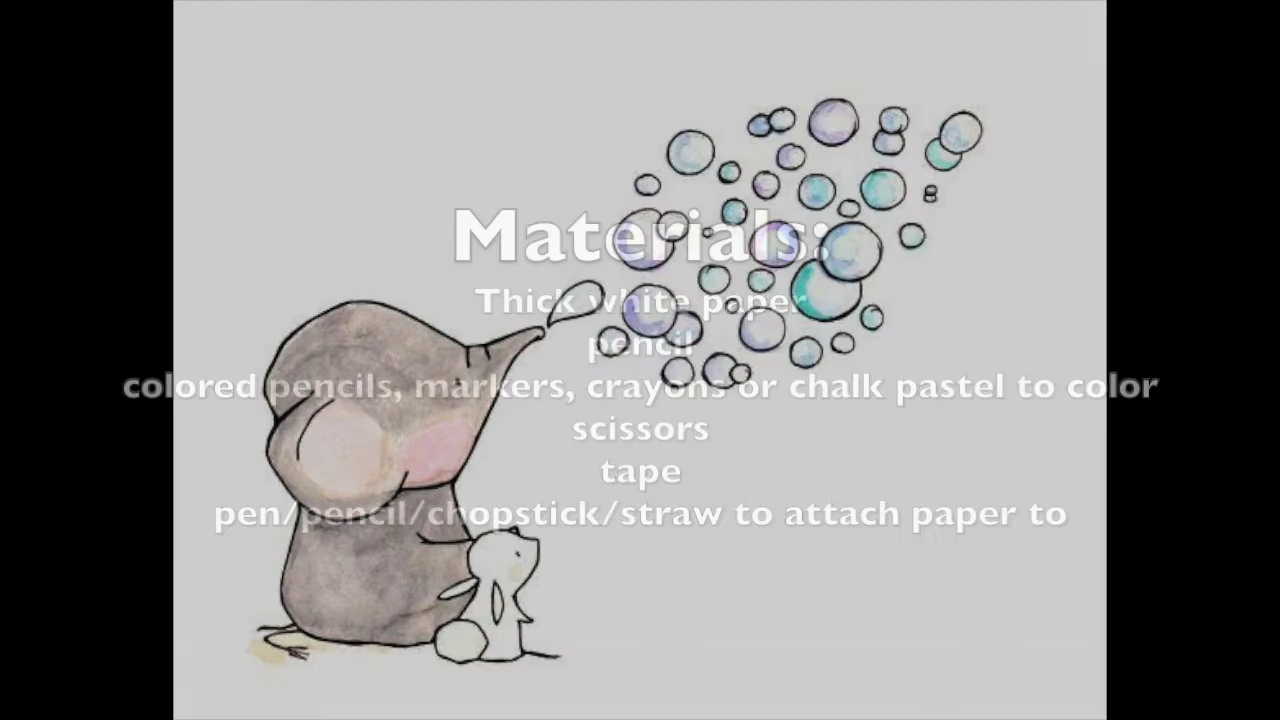 Materials:
Thick white paper
pencil
colored pencils, markers, crayons or chalk pastel to color
scissors
tape
pen/pencil/chopstick/straw to attach paper to